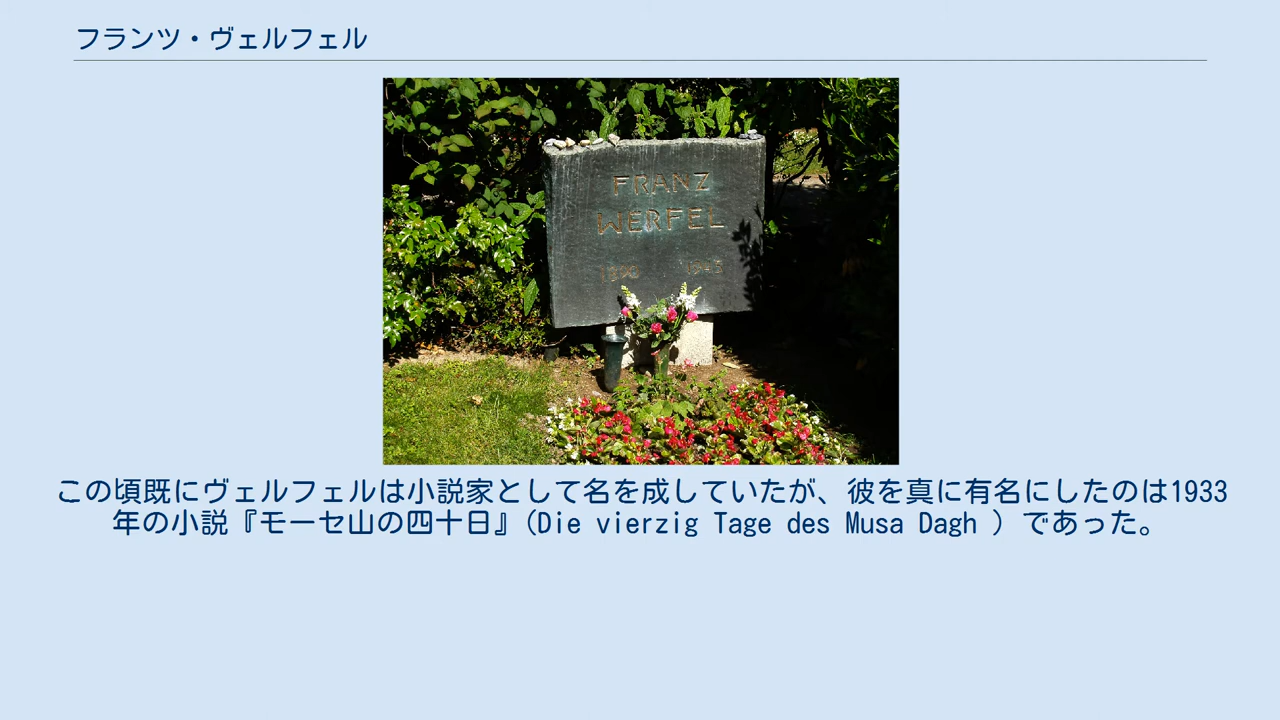 フランツ・ヴェルフェル
FRANZ
WERFEL
1890 1945
この頃既にヴェルフェルは小説家として名を成していたが、彼を真に有名にしたのは1933
年の小説『モーセ山の四十日』(Die vierzig Tage des Musa Dagh ) であった。